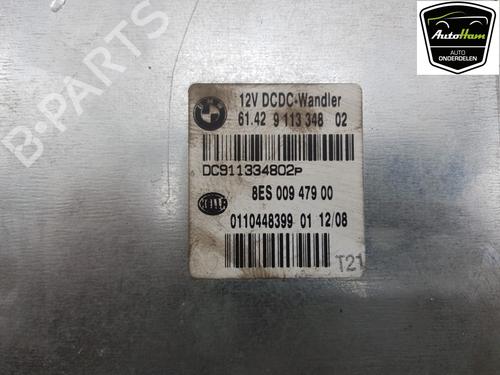 AutoHam
AUTO
ONDERDELEN
B-PARTS
12V DCDC-Wandler
61.42 9 113 348 02
DC911334802P
8ES 009 479 00
HELLA
0110448399 01 12/08
T21